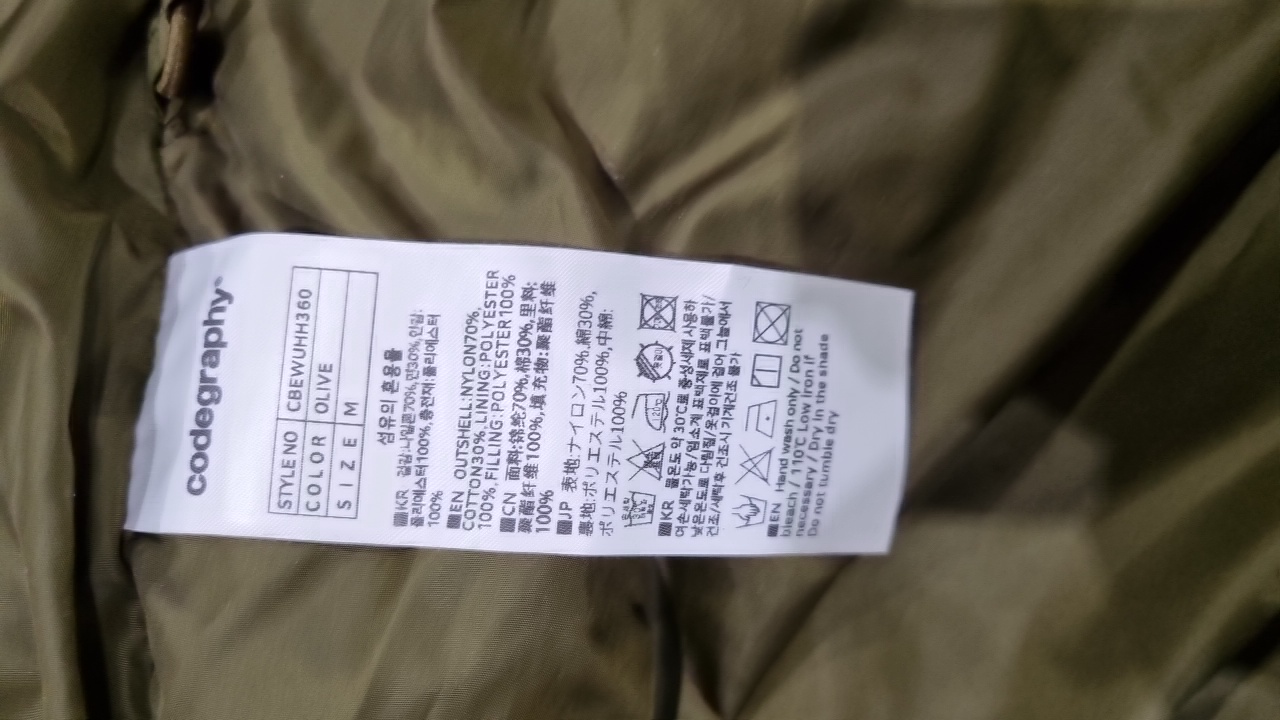 codegraphy
STYLE NO CBEWUHH360
COLOR OLIVE
SIZE M
섬유의 혼용율
KR 겉감:나일론70%,면30%,안감:
폴리에스터100%,충전재:폴리에스터
100%
EN OUTSHELL:NYLON70%,
COTTON30%,LINING:POLYESTER
100%,FILLING:POLYESTER100%
CN 面料:锦纶70%,棉30%,里料:
聚酯纤维100%,填充物:聚酯纤维
100%
JP 表地:ナイロン70%,綿30%,
裏地:ポリエステル100%,中綿:
ポリエステル100%
KR 물온도 약 30℃로 중성세제 사용하
여 손세탁가능/염소계 표백제로 표백불가/
낮은온도로 다림질/옷걸이에 걸어 그늘에서
건조/세탁후 건조시 기계건조 불가
EN Hand wash only / Do not
bleach / 110℃ Low iron if
necessary / Dry in the shade
Do not tumble dry